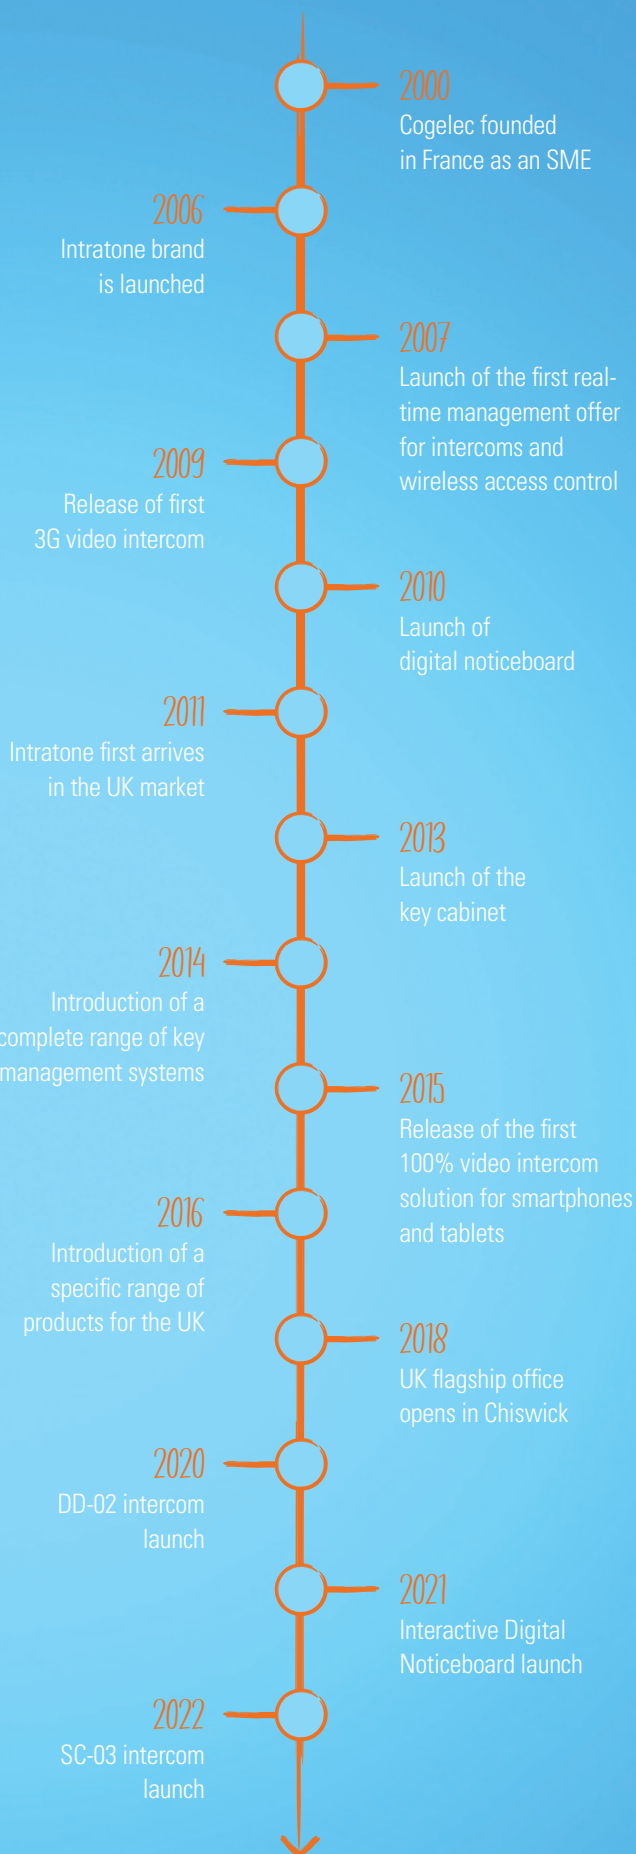 2000
Cogelec founded
in France as an SME
2006
Intratone brand
is launched
2007
Launch of the first real-
time management offer
for intercoms and
wireless access control
2009
Release of first
3G video intercom
2010
Launch of
digital noticeboard
2011
Intratone first arrives
in the UK market
2013
Launch of the
key cabinet
2014
Introduction of a
complete range of key
management systems
2015
Release of the first
100% video intercom
solution for smartphones
and tablets
2016
Introduction of a
specific range of
products for the UK
2018
UK flagship office
opens in Chiswick
2020
DD-02 intercom
launch
2021
Interactive Digital
Noticeboard launch
2022
SC-03 intercom
launch